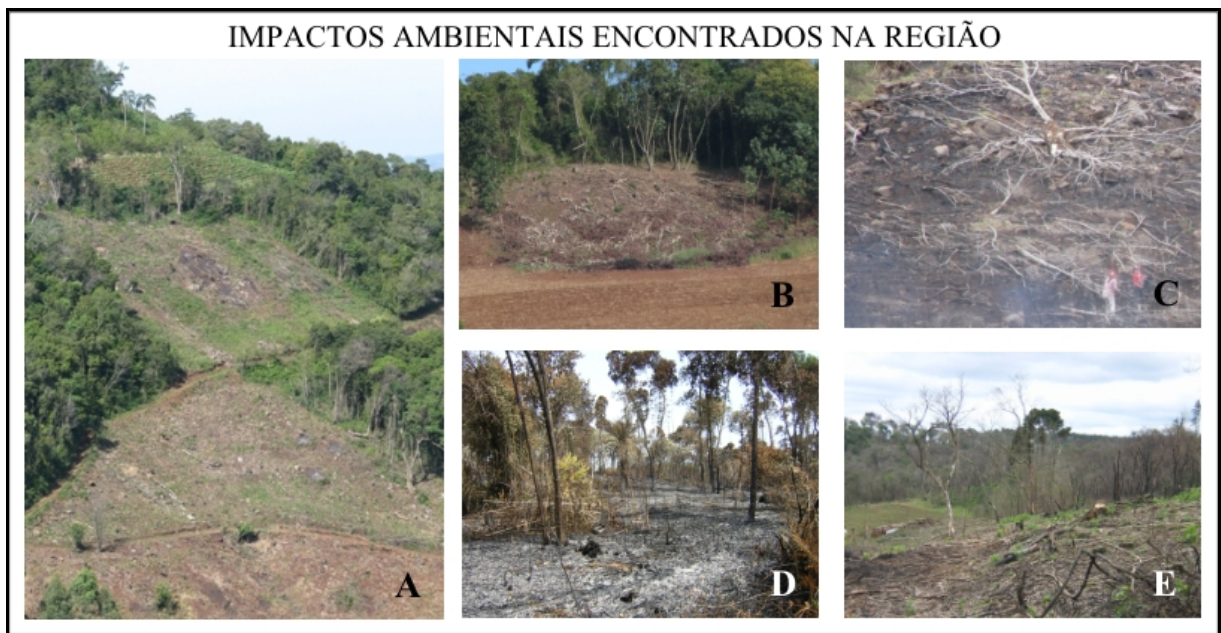 IMPACTOS AMBIENTAIS ENCONTRADOS NA REGIÃO
A
B
C
D
E